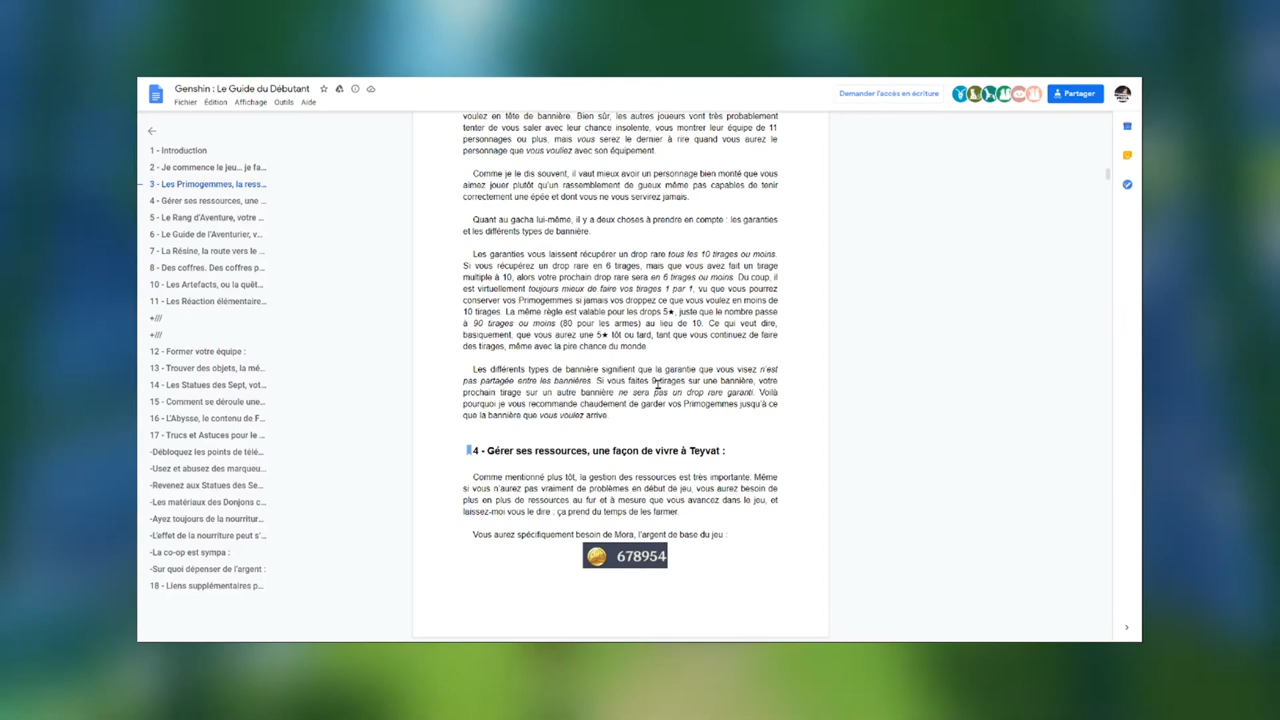 Genshin : Le Guide du Débutant
Fichier Édition Affichage Outils Aide
Demander l'accès en écriture
Partager
1 - Introduction
2 - Je commence le jeu... je fa...
3 - Les Primogemmes, la ress...
4 - Gérer ses ressources, une ...
5 - Le Rang d'Aventure, votre ...
6 - Le Guide de l'Aventurier, v...
7 - La Résine, la route vers le ...
8 - Des coffres. Des coffres p...
10 - Les Artefacts, ou la quêt...
11 - Les Réaction élémentaire...
+///
+///
12 - Former votre équipe :
13 - Trouver des objets, la mé...
14 - Les Statues des Sept, vot...
15 - Comment se déroule une...
16 - L'Abysse, le contenu de F...
17 - Trucs et Astuces pour le ...
-Débloquez les points de télé...
-Usez et abusez des marqueu...
-Revenez aux Statues des Se...
-Les matériaux des Donjons c...
-Ayez toujours de la nourritur...
-L'effet de la nourriture peut s'...
-La co-op est sympa :
-Sur quoi dépenser de l'argent :
18 - Liens supplémentaires p...
voulez en tête de bannière. Bien sûr, les autres joueurs vont très probablement
tenter de vous saler avec leur chance insolente, vous montrer leur équipe de 11
personnages ou plus, mais vous serez le dernier à rire quand vous aurez le
personnage que vous vouliez avec son équipement.
Comme je le dis souvent, il vaut mieux avoir un personnage bien monté que vous
aimez jouer plutôt qu'un rassemblement de gueux même pas capables de tenir
correctement une épée et dont vous ne vous servirez jamais.
Quant au gacha lui-même, il y a deux choses à prendre en compte : les garanties
et les différents types de bannière.
Les garanties vous laissent récupérer un drop rare tous les 10 tirages ou moins.
Si vous récupérez un drop rare en 6 tirages, mais que vous avez fait un tirage
multiple à 10, alors votre prochain drop rare sera en 6 tirages ou moins. Du coup, il
est virtuellement toujours mieux de faire vos tirages 1 par 1, vu que vous pourrez
conserver vos Primogemmes si jamais vos droppez ce que vous voulez en moins de
10 tirages. La même règle est valable pour les drops 5★, juste que le nombre passe
à 90 tirages ou moins (80 pour les armes) au lieu de 10. Ce qui veut dire,
basiquement, que vous aurez une 5★ tôt ou tard, tant que vous continuez de faire
des tirages, même avec la pire chance du monde
Les différents types de bannière signifient que la garantie que vous visez n'est
pas partagée entre les bannières. Si vous faites 9 tirages sur une bannière, votre
prochain tirage sur un autre bannière ne sera pas un drop rare garanti. Voilà
pourquoi je vous recommande chaudement de garder vos Primogemmes jusqu'à ce
que la bannière que vous voulez arrive.
4 - Gérer ses ressources, une façon de vivre à Teyvat :
Comme mentionné plus tôt, la gestion des ressources est très importante. Même
si vous n'aurez pas vraiment de problèmes en début de jeu, vous aurez besoin de
plus en plus de ressources au fur et à mesure que vous avancez dans le jeu, et
laissez-moi vous le dire : ça prend du temps de les farmer.
Vous aurez spécifiquement besoin de Mora, l'argent de base du jeu :
678954